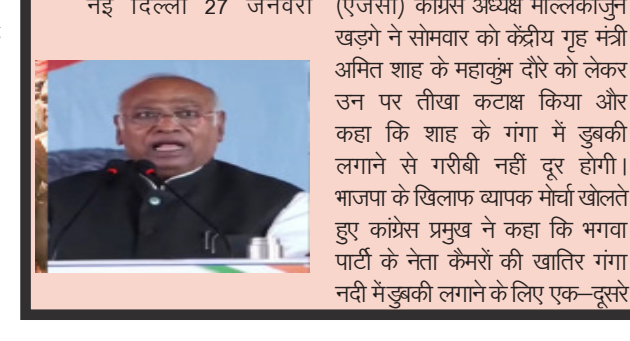 नई दिल्ली 27 जनवरी (एजेंसी) कांग्रेस अध्यक्ष मल्लिकार्जुन
खड़गे ने सोमवार को केंद्रीय गृह मंत्री
अमित शाह के महाकुंभ दौरे को लेकर
उन पर तीखा कटाक्ष किया और
कहा कि शाह के गंगा में डुबकी
लगाने से गरीबी नहीं दूर होगी।
भाजपा के खिलाफ व्यापक मोर्चा खोलते
हुए कांग्रेस प्रमुख ने कहा कि भगवा
पार्टी के नेता कैमरों की खातिर गंगा
नदी में डुबकी लगाने के लिए एक–दूसरे